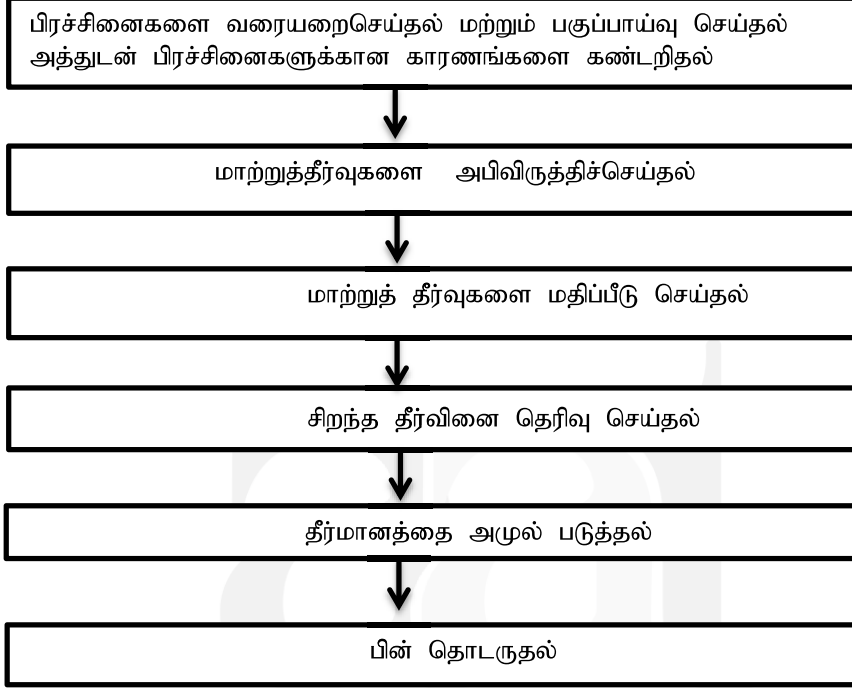 பிரச்சினைகளை வரையறைசெய்தல் மற்றும் பகுப்பாய்வு செய்தல்
அத்துடன் பிரச்சினைகளுக்கான காரணங்களை கண்டறிதல்
மாற்றுத்தீர்வுகளை அபிவிருத்திச்செய்தல்
மாற்றுத் தீர்வுகளை மதிப்பீடு செய்தல்
சிறந்த தீர்வினை தெரிவு செய்தல்
தீர்மானத்தை அமுல் படுத்தல்
பின் தொடருதல்